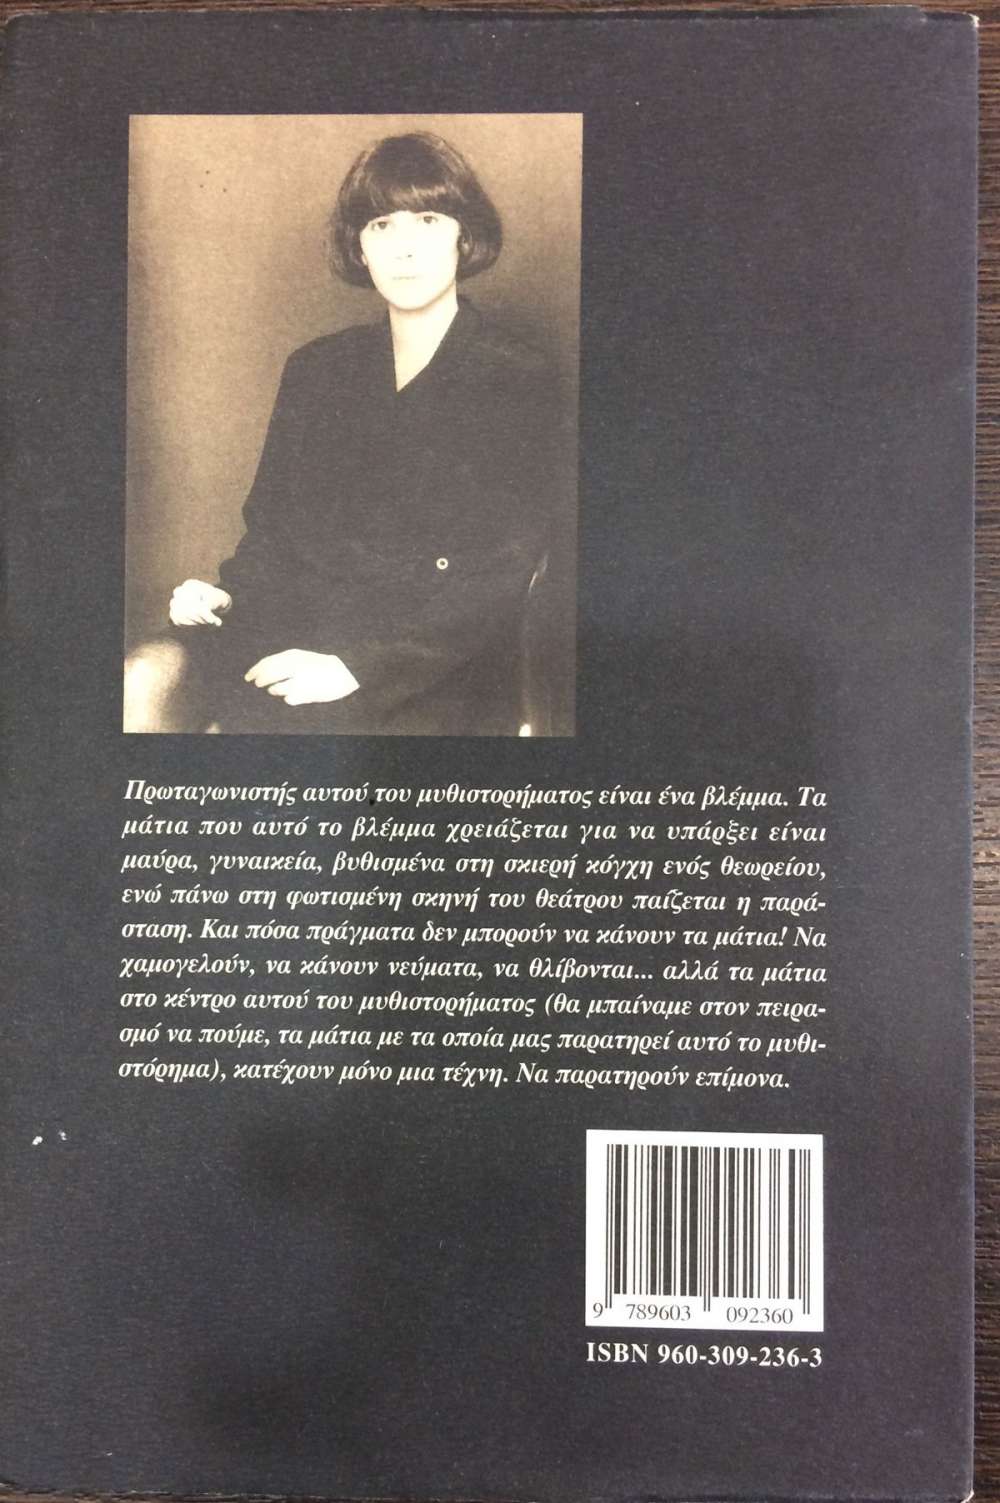 Πρωταγωνιστής αυτού του μυθιστορήματος είναι ένα βλέμμα. Τα
μάτια που αυτό το βλέμμα χρειάζεται για να υπάρξει είναι
μαύρα, γυναικεία, βυθισμένα στη σκιερή κόγχη ενός θεωρείου,
ενώ πάνω στη φωτισμένη σκηνή του θεάτρου παίζεται η παρά-
σταση. Και πόσα πράγματα δεν μπορούν να κάνουν τα μάτια! Να
χαμογελούν, να κάνουν νεύματα, να θλίβονται... αλλά τα μάτια
στο κέντρο αυτού του μυθιστορήματος (θα μπαίναμε στον πειρα-
σμό να πούμε, τα μάτια με τα οποία μας παρατηρεί αυτό το μυθι-
στόρημα), κατέχουν μόνο μια τέχνη. Να παρατηρούν επίμονα.
9 789603 092360
ISBN 960-309-236-3